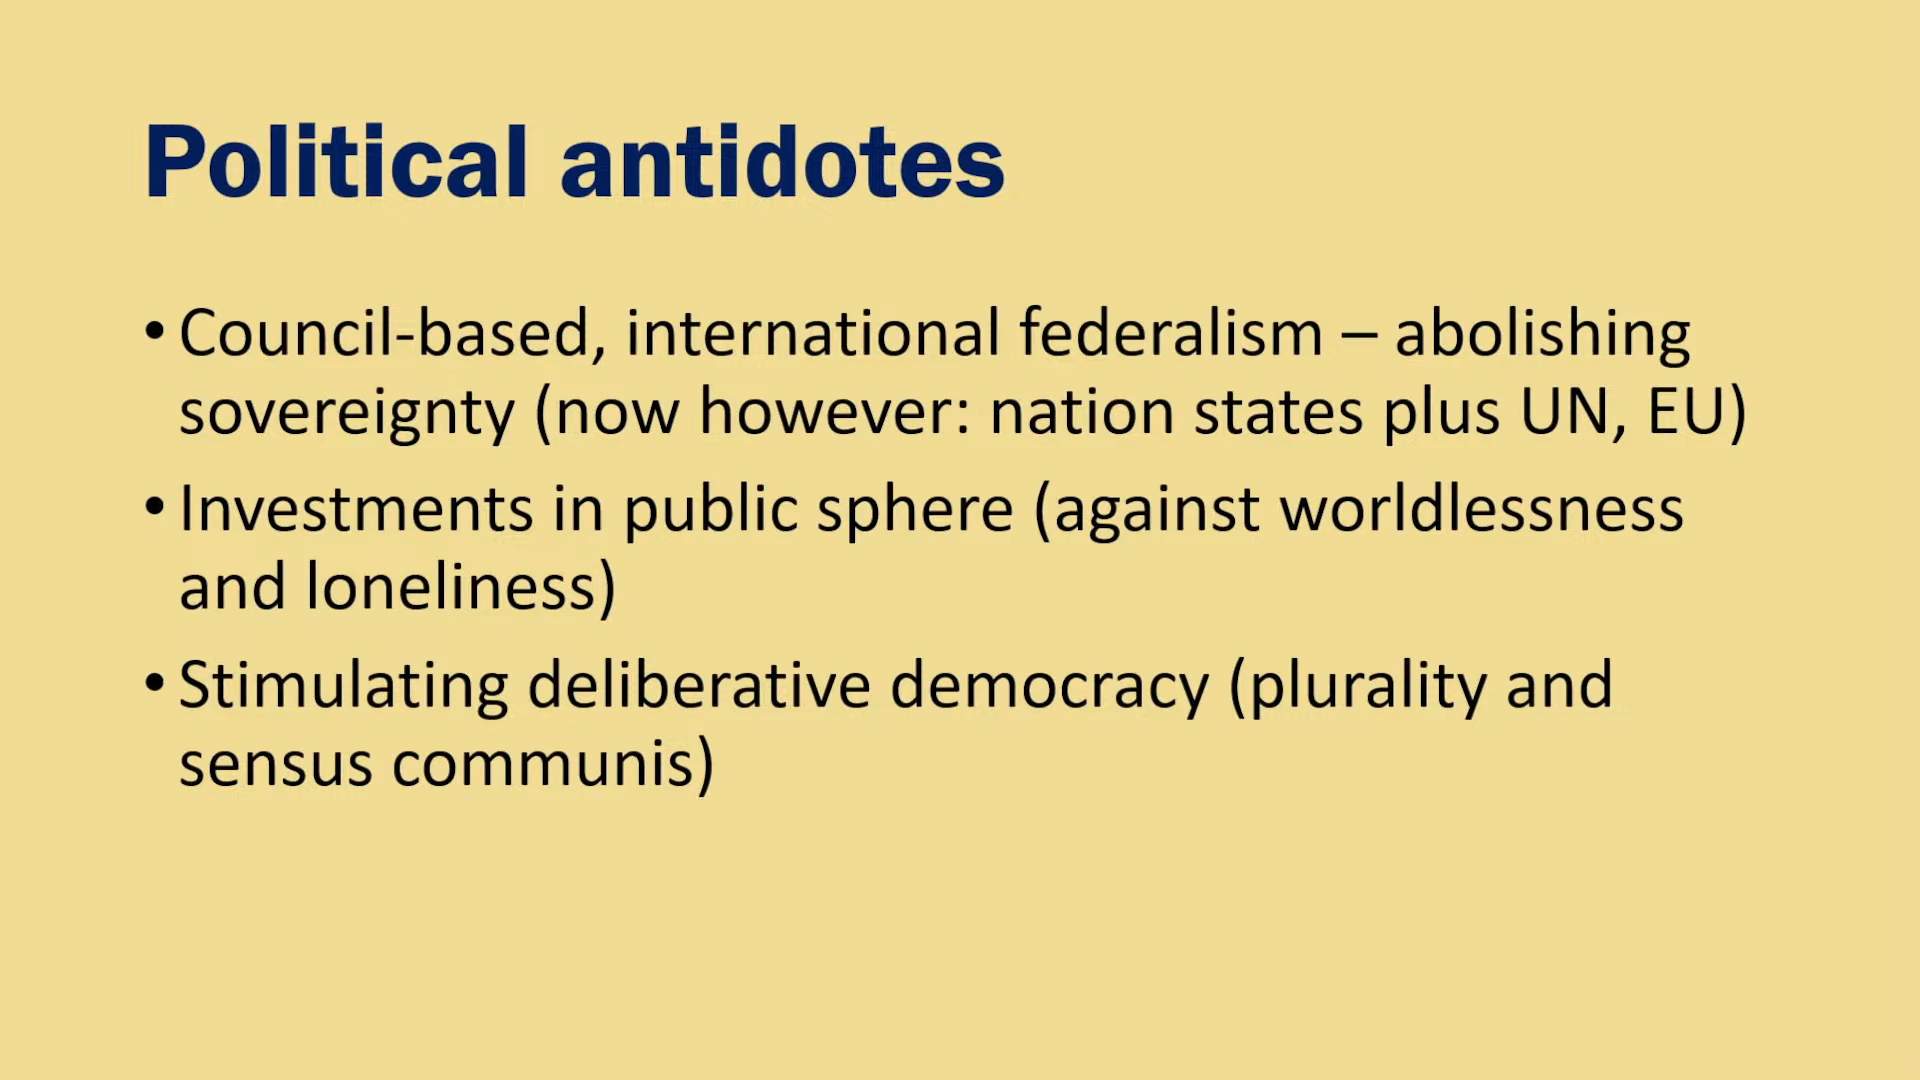 Political antidotes
• Council-based, international federalism – abolishing
sovereignty (now however: nation states plus UN, EU)
• Investments in public sphere (against worldlessness
and loneliness)
• Stimulating deliberative democracy (plurality and
sensus communis)